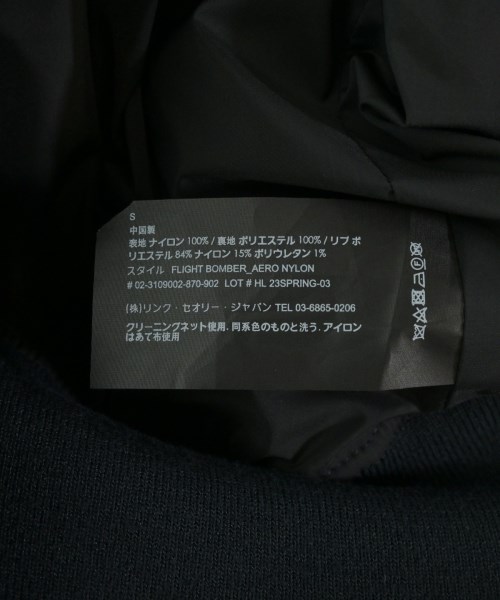 S
中国製
表地 ナイロン 100% / 裏地 ポリエステル 100% / リブ ポ
リエステル 84% ナイロン 15% ポリウレタン 1%
スタイル FLIGHT BOMBER_AERO NYLON
# 02-3109002-870-902 LOT # HL 23SPRING-03
(株)リンク・セオリー・ジャパン TEL 03-6865-0206
クリーニングネット使用. 同系色のものと洗う. アイロン
はあて布使用